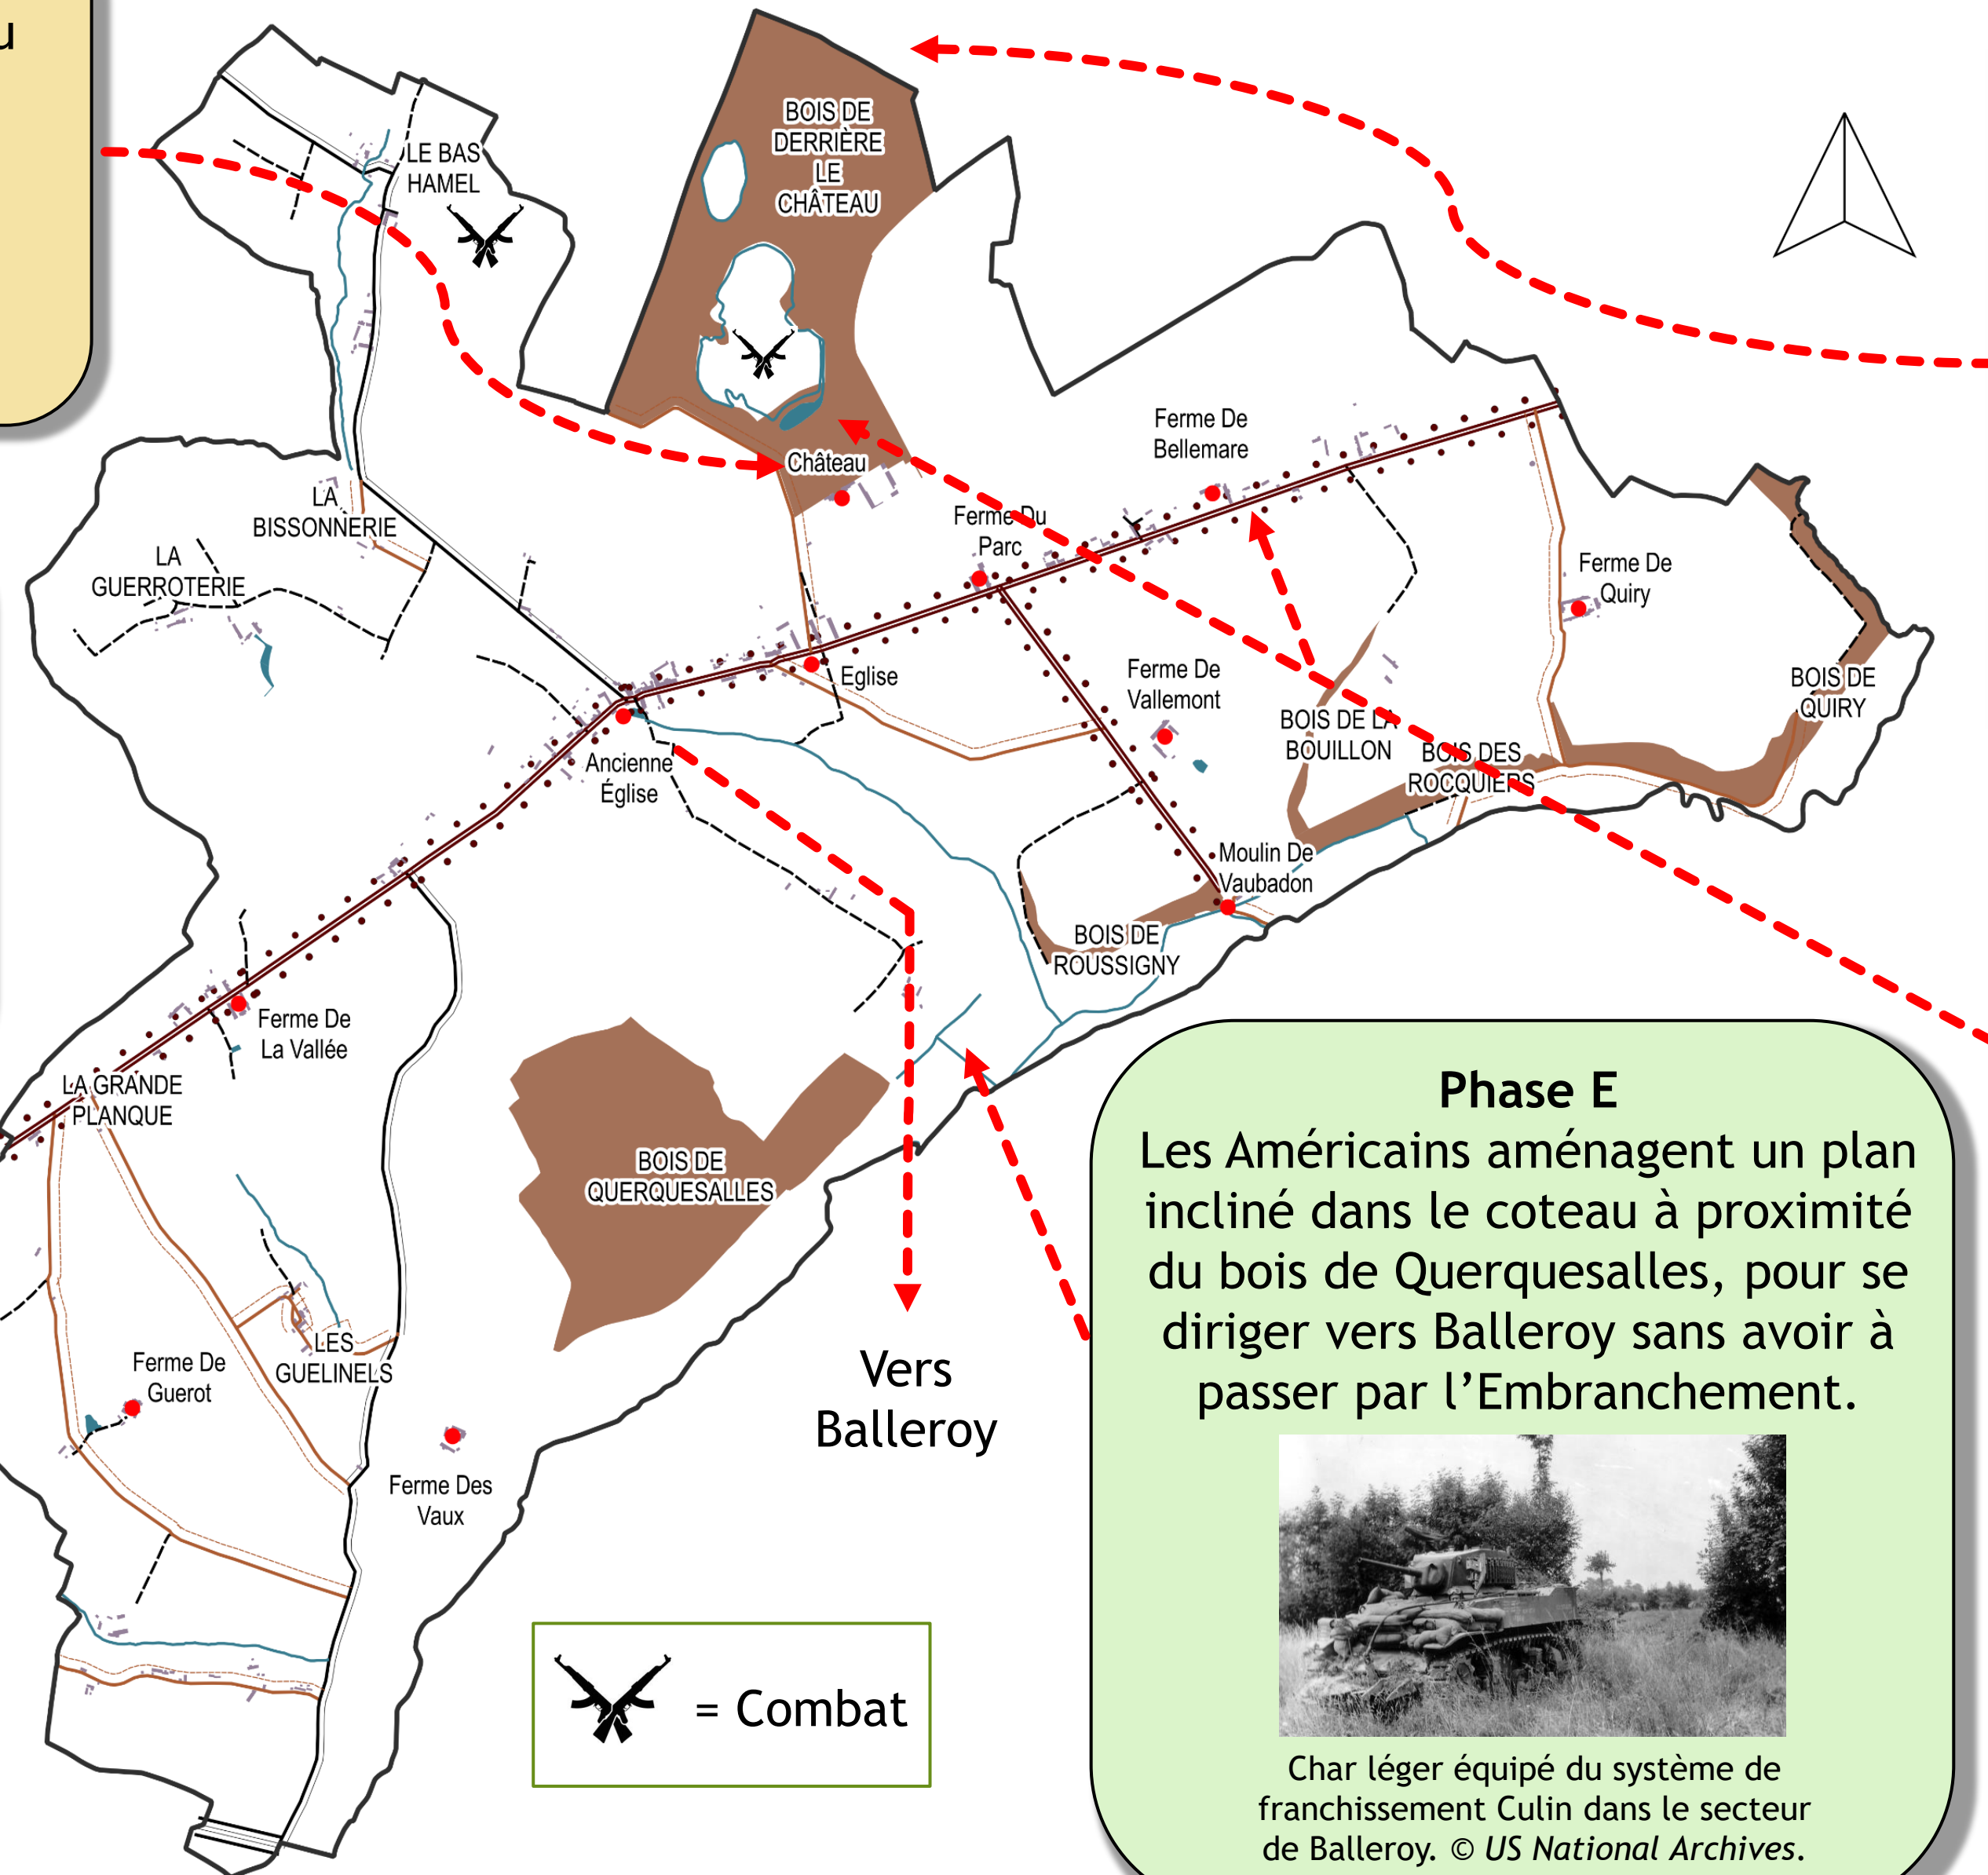 u
BOIS DE
DERRIÈRE
LE
CHÂTEAU
LE BAS
HAMEL
Ferme De
Bellemare
Château
LA
BISSONNERIE
Ferme Du
Parc
LA
GUERROTERIE
Ferme De
Quiry
Eglise
Ferme De
Vallemont
BOIS DE
QUIRY
BOIS DE LA
BOUILLON
BOIS DES
ROCQUIERS
Ancienne
Église
Moulin De
Vaubadon
BOIS DE
ROUSSIGNY
Ferme De
La Vallée
LA GRANDE
PLANQUE
BOIS DE
QUERQUESALLES
LES
GUELINELS
Ferme De
Guerot
Ferme Des
Vaux
Vers
Balleroy
= Combat
Phase E
Les Américains aménagent un plan
incliné dans le coteau à proximité
du bois de Querquesalles, pour se
diriger vers Balleroy sans avoir à
passer par l’Embranchement.
Char léger équipé du système de
franchissement Culin dans le secteur
de Balleroy. © US National Archives.